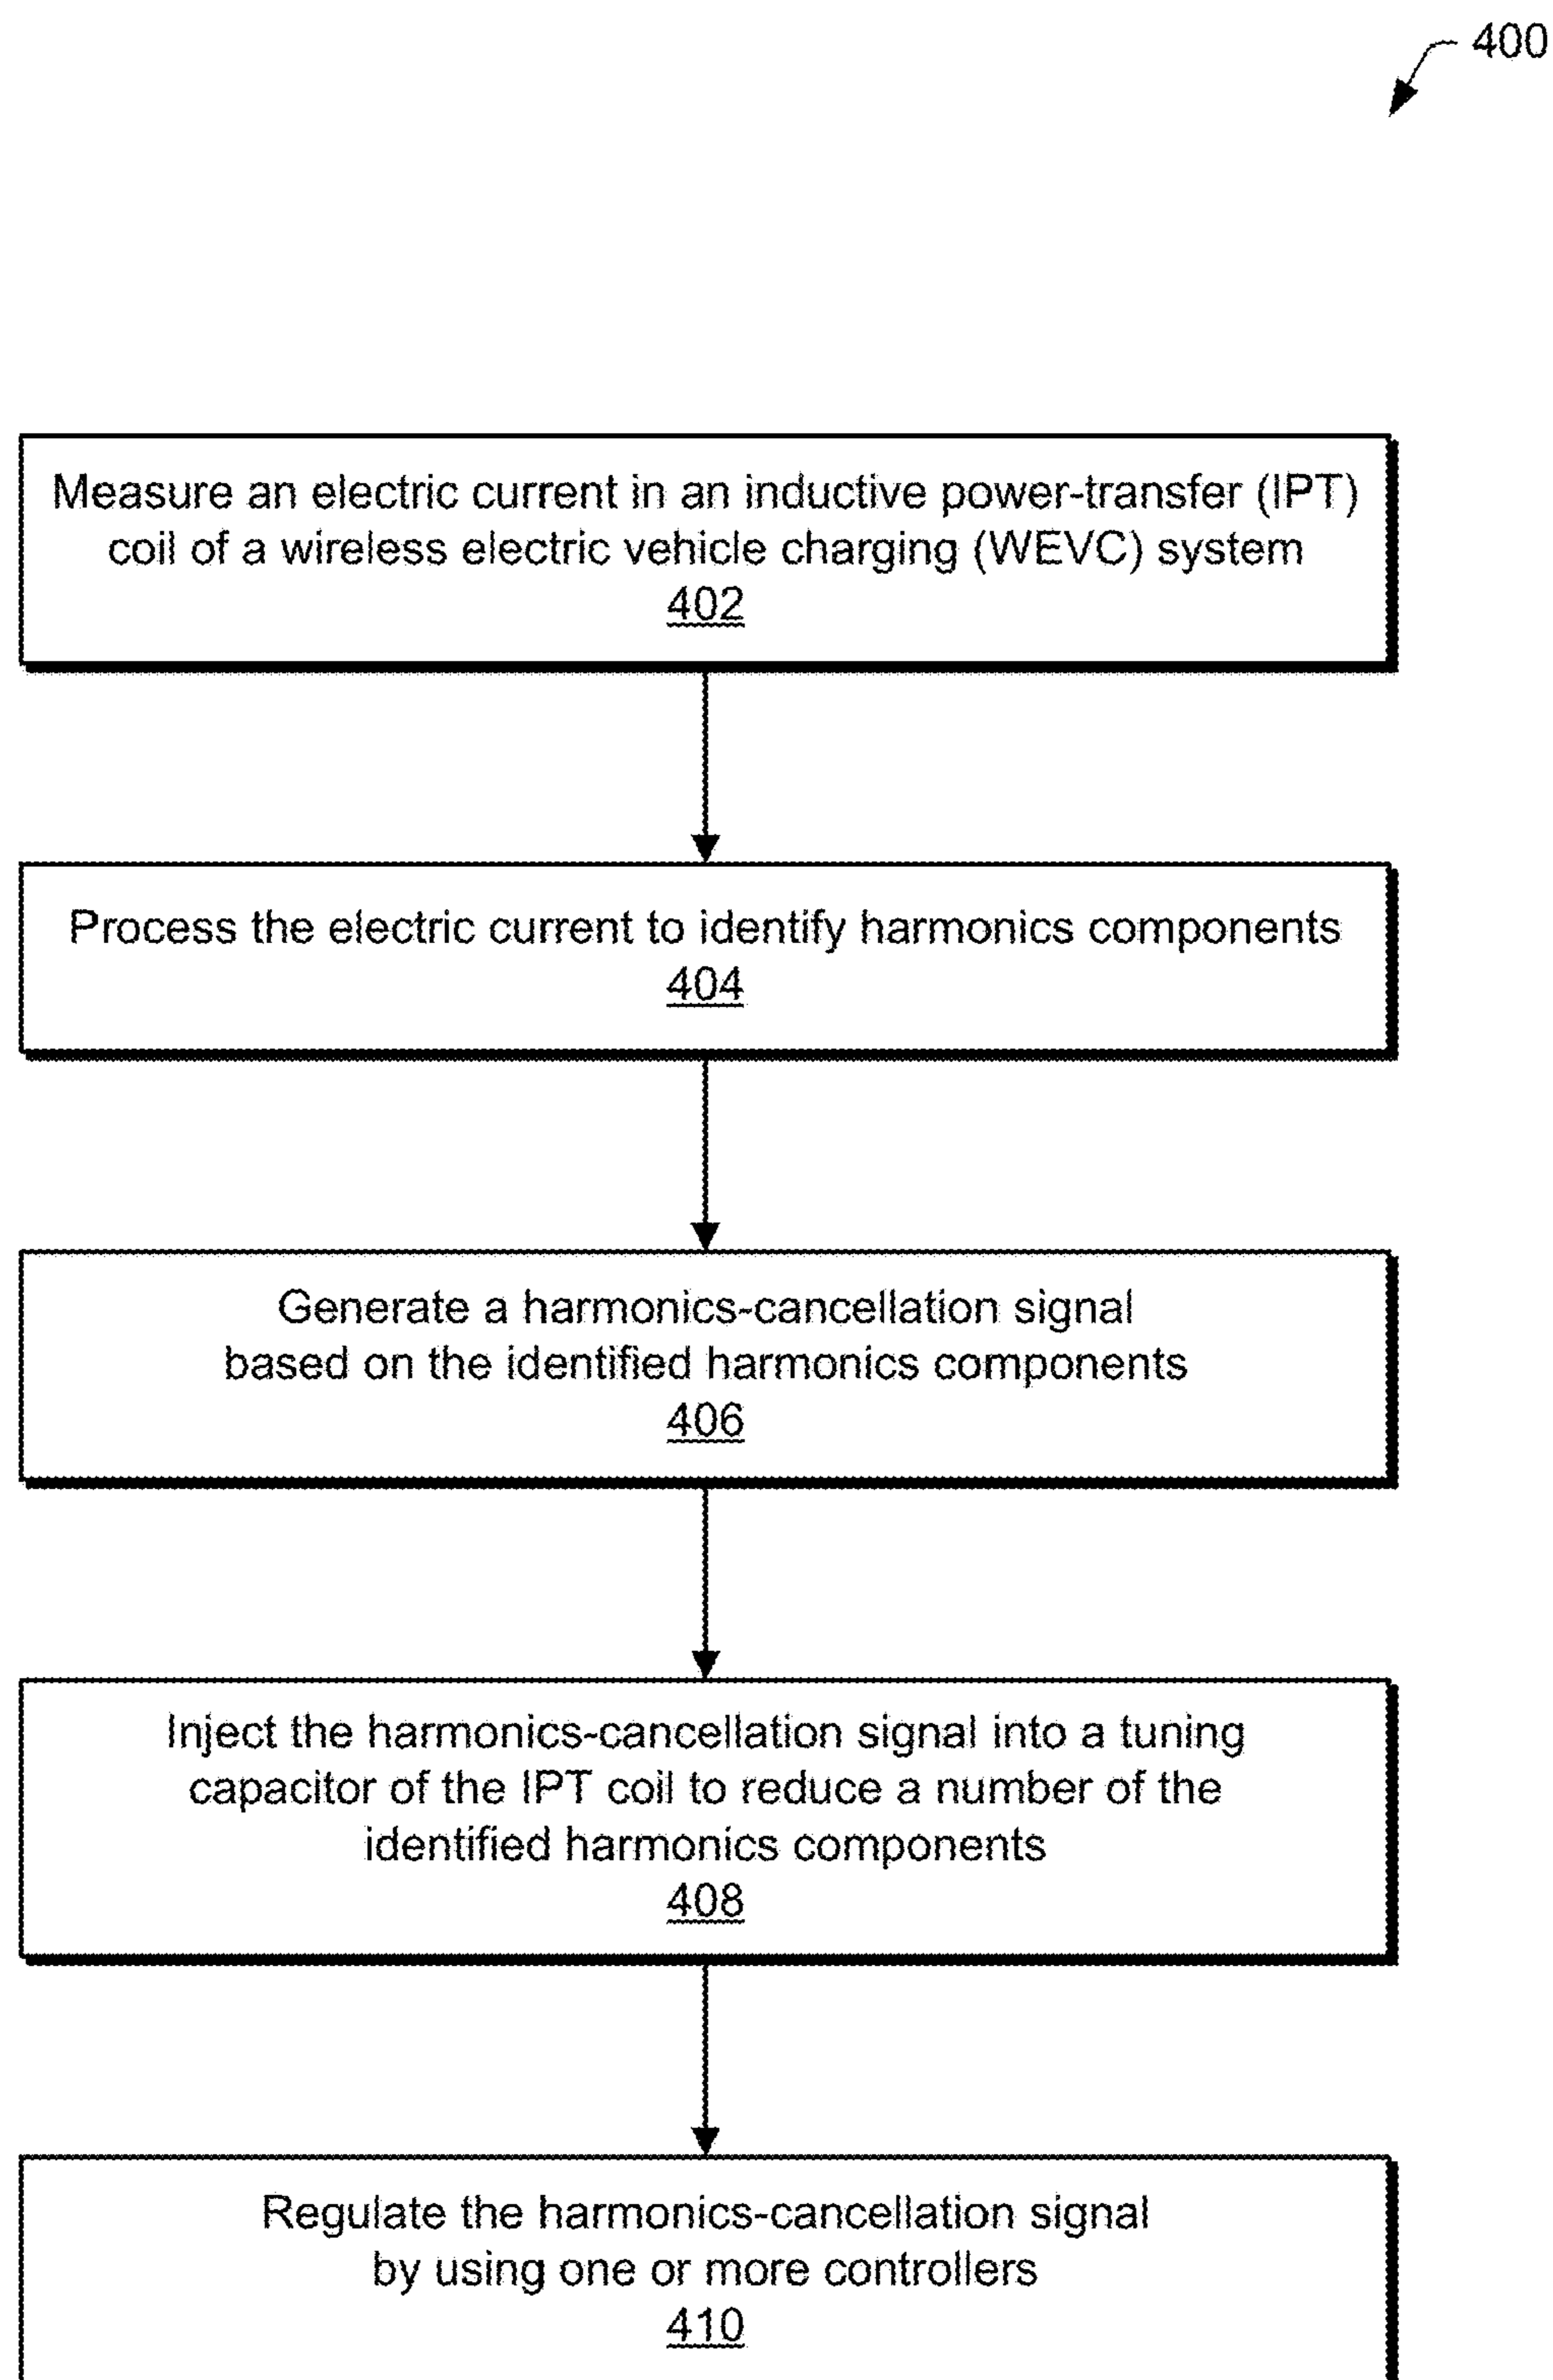 400
Measure an electric current in an inductive power-transfer (IPT)
coil of a wireless electric vehicle charging (WEVC) system
402
Process the electric current to identify harmonics components
404
Generate a harmonics-cancellation signal
based on the identified harmonics components
406
Inject the harmonics-cancellation signal into a tuning
capacitor of the IPT coil to reduce a number of the
identified harmonics components
408
Regulate the harmonics-cancellation signal
by using one or more controllers
410